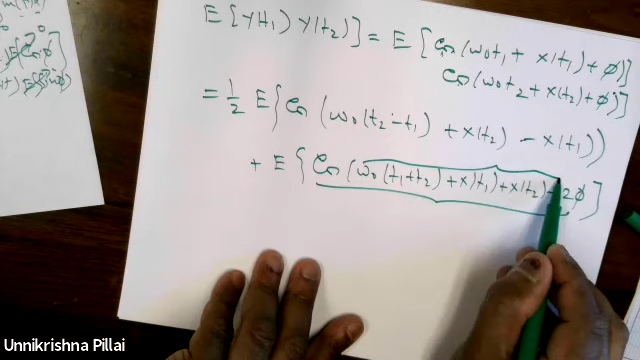 E{Y(t₁) Y(t₂)} = E{Cos(ω₀t₁ + X(t₁) + ϕ)
Cos(ω₀t₂ + X(t₂) + ϕ)}
= 1/2 E{Cos(ω₀(t₂ - t₁) + X(t₂) - X(t₁))}
+ E{Cos(ω₀(t₁+t₂) + X(t₁) + X(t₂) + 2ϕ}
Unnikrishna Pillai